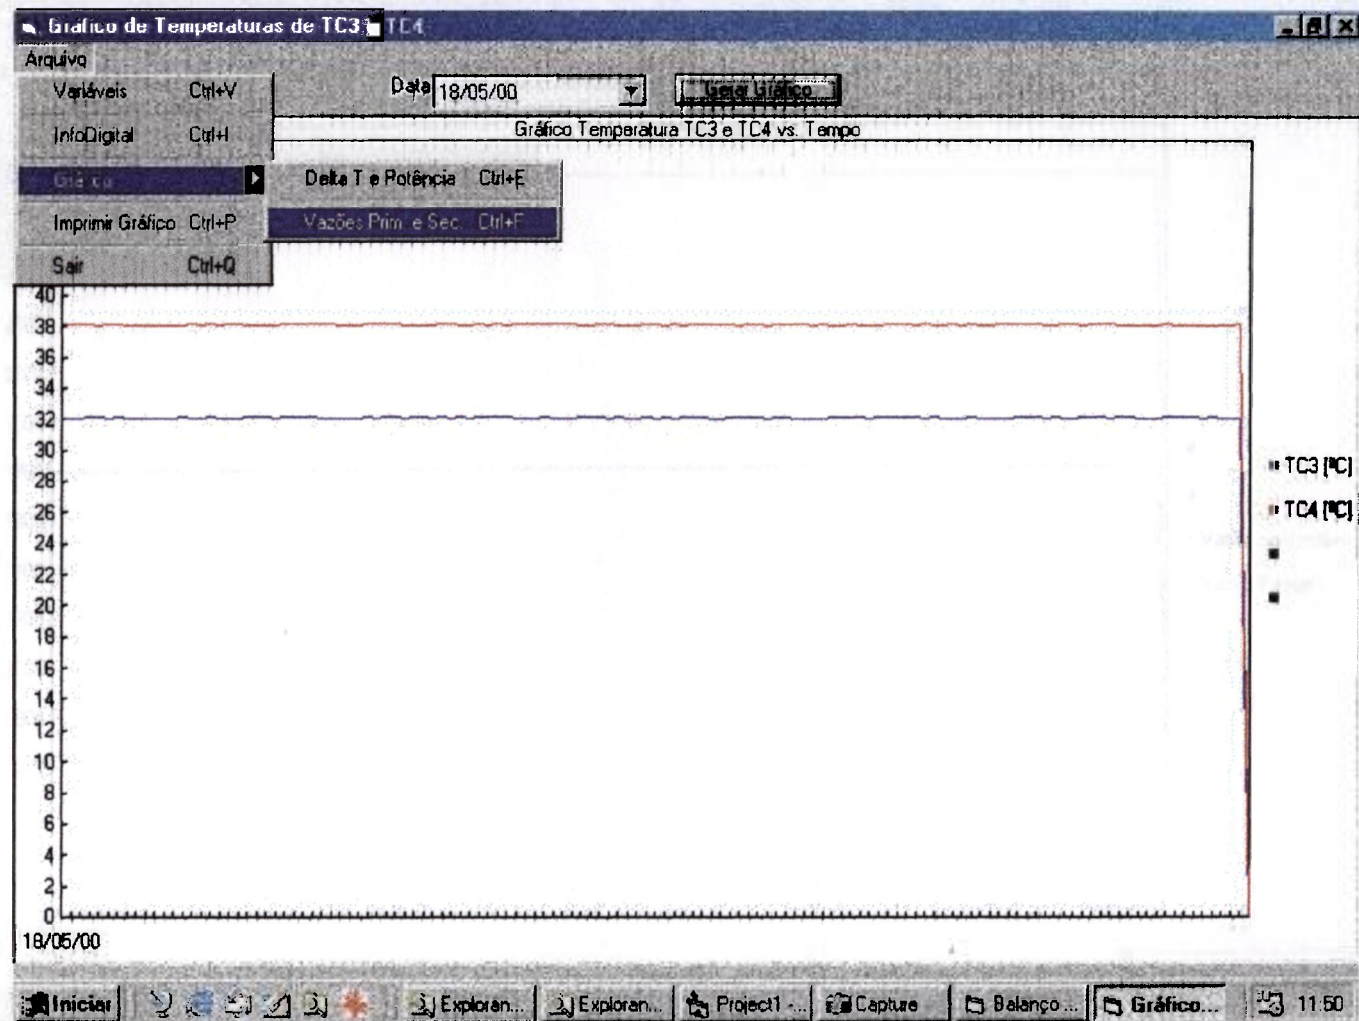 Gráfico de Temperaturas de TC3 e TC4
Arquivo
Variáveis Ctrl+V
InfoDigital Ctrl+I
Gráfico
Imprimir Gráfico Ctrl+P
Sair Ctrl+Q
Delta T e Potência Ctrl+E
Vazões Prim. e Sec. Ctrl+F
Data 18/05/00 Gerar Gráfico
Gráfico Temperatura TC3 e TC4 vs. Tempo
40
38
36
34
32
30
28
26
24
22
20
18
16
14
12
10
8
6
4
2
0
18/05/00
TC3 [ºC]
TC4 [ºC]
Iniciar Exploran... Exploran... Project1 -... Capture Balanço ... Gráfico... 11:50